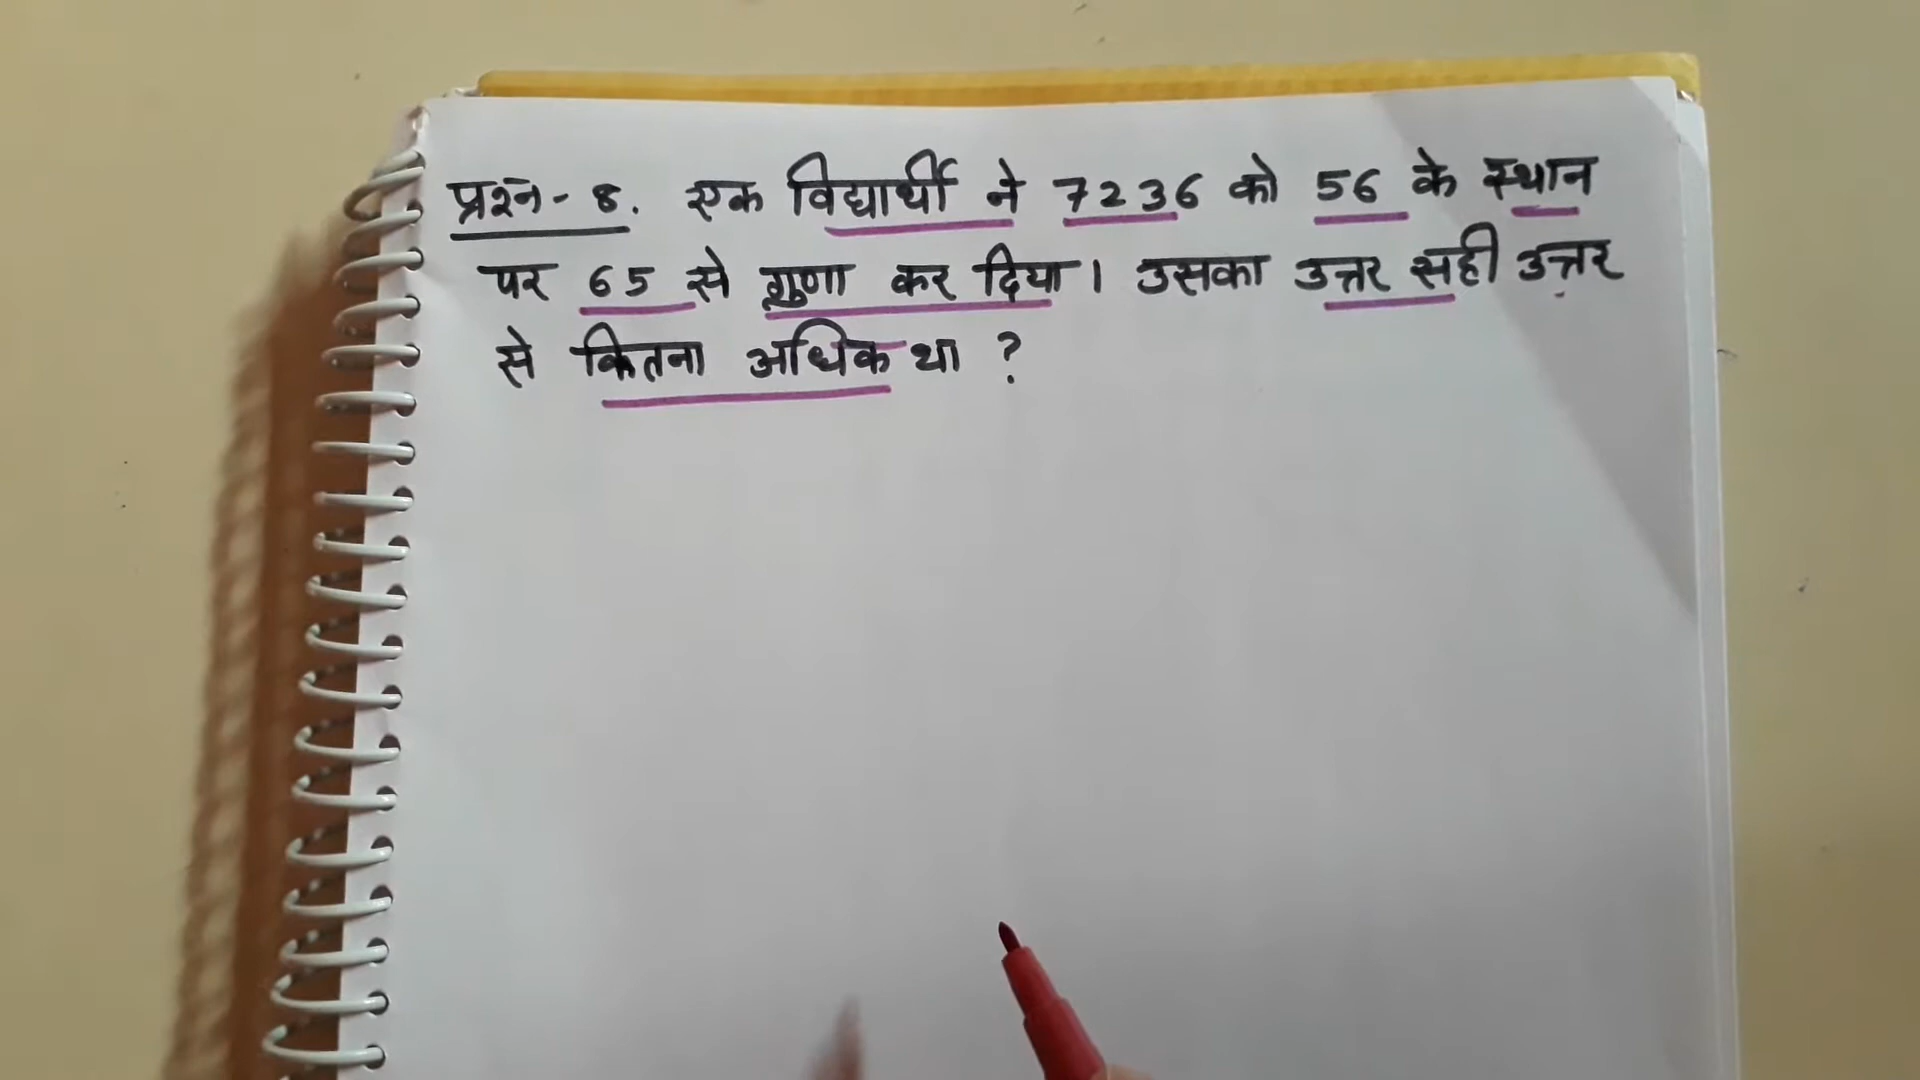 प्रश्न- 8. एक विद्यार्थी ने 7236 को 56 के स्थान
पर 65 से गुणा कर दिया। उसका उत्तर सही उत्तर
से कितना अधिक था ?